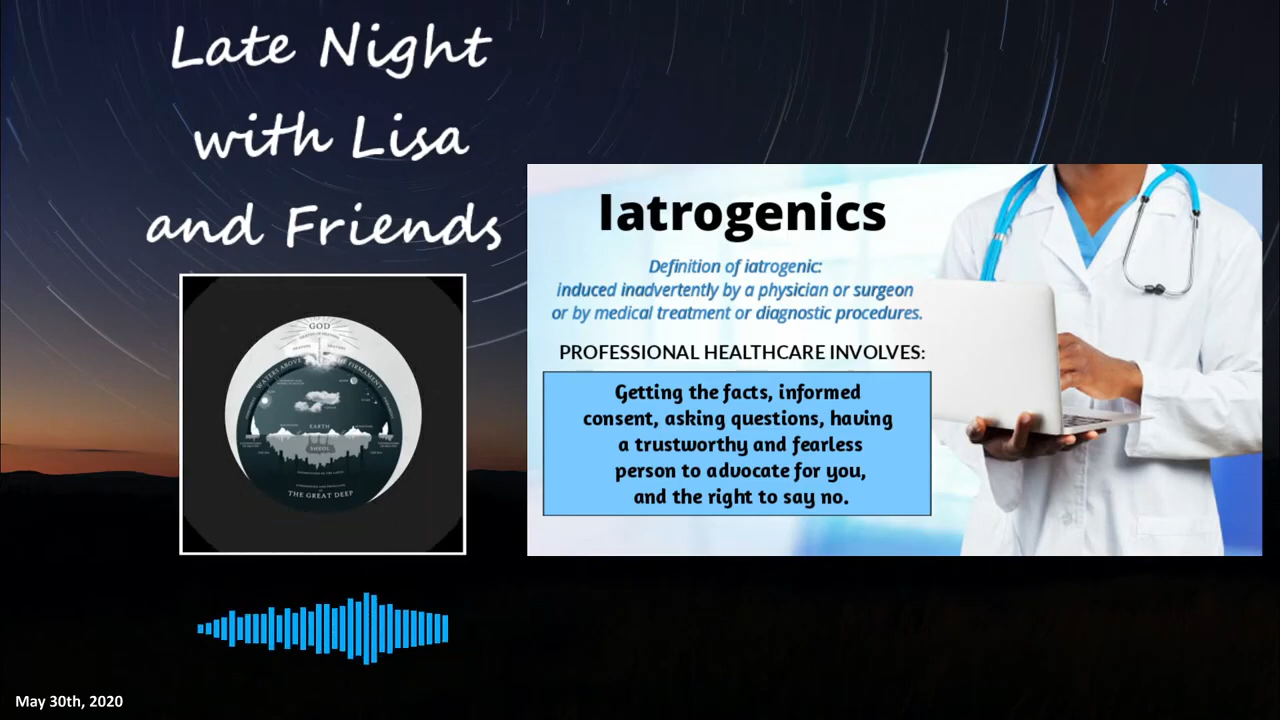 Late Night
with Lisa
and Friends
GOD
WATERS ABOVE
FIRMAMENT
EARTH
SHEOL
THE GREAT DEEP
Iatrogenics
Definition of iatrogenic:
induced inadvertently by a physician or surgeon
or by medical treatment or diagnostic procedures.
PROFESSIONAL HEALTHCARE INVOLVES:
Getting the facts, informed
consent, asking questions, having
a trustworthy and fearless
person to advocate for you,
and the right to say no.
May 30th, 2020